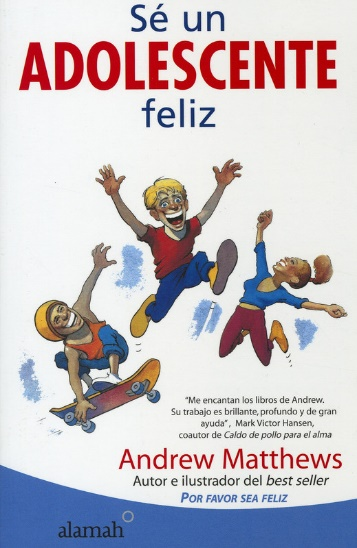 Sé un
ADOLESCENTE
feliz
"Me encantan los libros de Andrew.
Su trabajo es brillante, profundo y de gran
ayuda", Mark Victor Hansen,
coautor de Caldo de pollo para el alma
Andrew Matthews
Autor e ilustrador del best seller
POR FAVOR SEA FELIZ
alamah